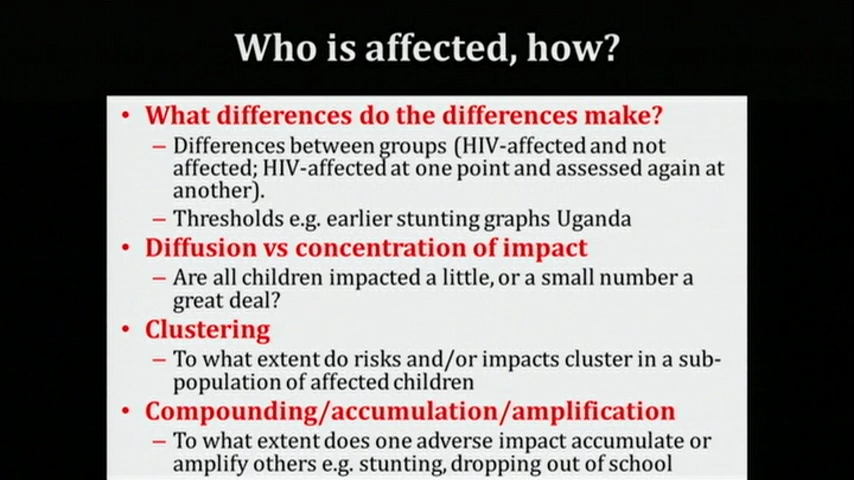 Who is affected, how?
• What differences do the differences make?
– Differences between groups (HIV-affected and not
affected; HIV-affected at one point and assessed again at
another).
– Thresholds e.g. earlier stunting graphs Uganda
• Diffusion vs concentration of impact
– Are all children impacted a little, or a small number a
great deal?
• Clustering
– To what extent do risks and/or impacts cluster in a sub-
population of affected children
• Compounding/accumulation/amplification
– To what extent does one adverse impact accumulate or
amplify others e.g. stunting, dropping out of school